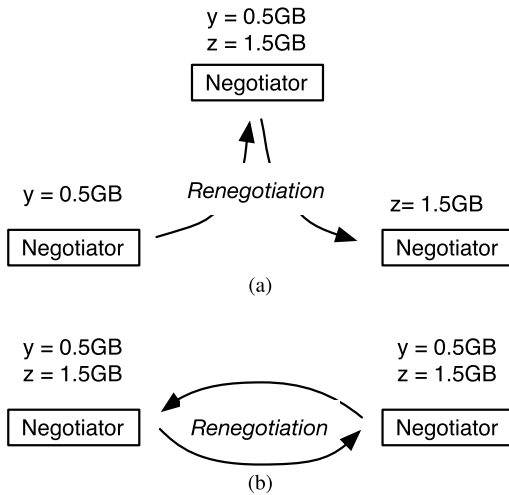 y = 0.5GB
z = 1.5GB
Negotiator
Renegotiation
y = 0.5GB
Negotiator
z= 1.5GB
Negotiator
(a)
y = 0.5GB
z = 1.5GB
Negotiator
Renegotiation
y = 0.5GB
z = 1.5GB
Negotiator
(b)